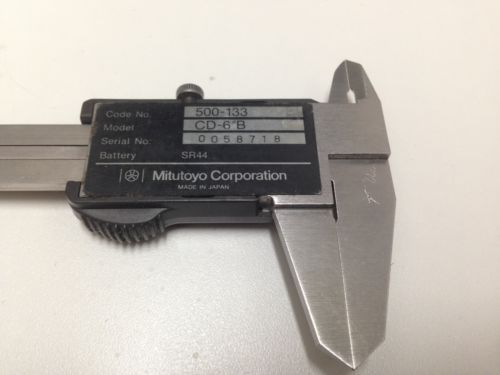 Code No. 500-133
Model CD-6"B
Serial No: 0058718
Battery SR44
Mitutoyo Corporation
MADE IN JAPAN